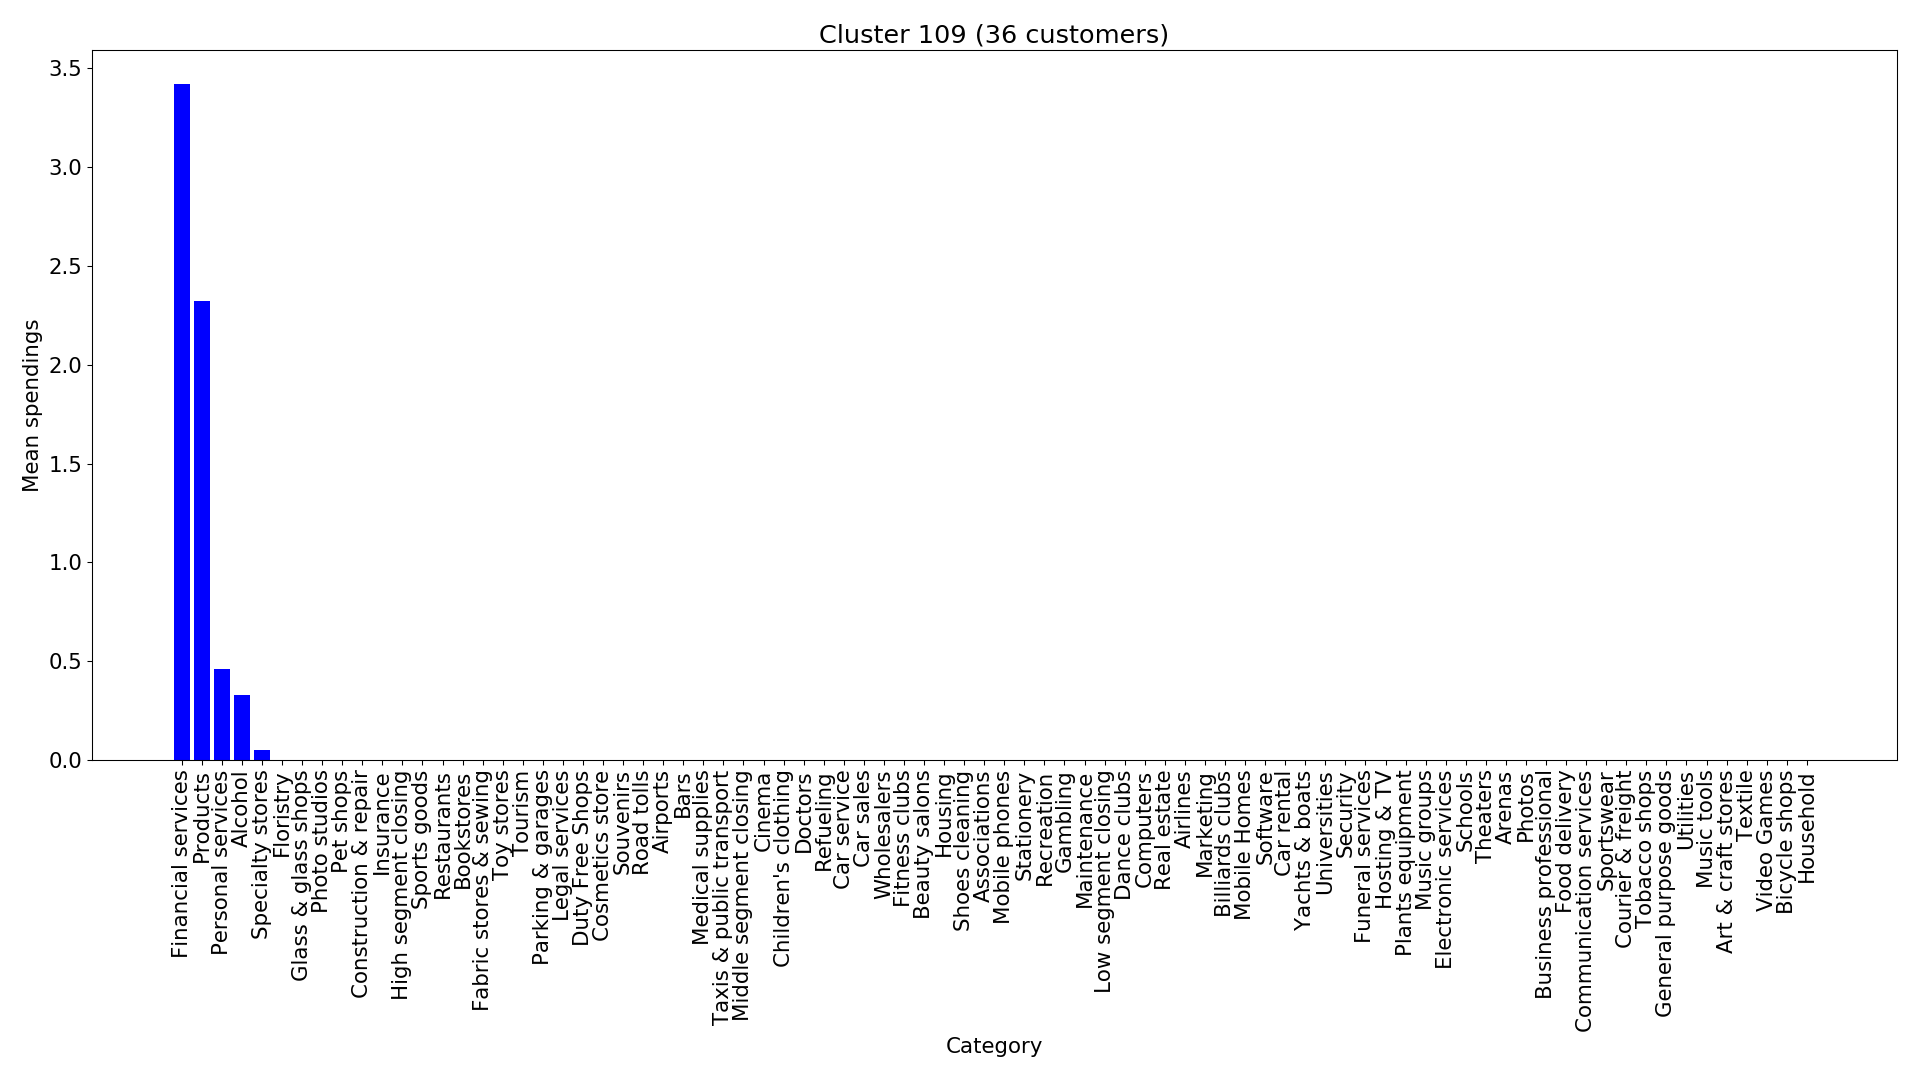 Cluster 109 (36 customers)
Mean spendings
3.5
3.0
2.5
2.0
1.5
1.0
0.5
0.0
Financial services
Products
Personal services
Alcohol
Specialty stores
Floristry
Glass & glass shops
Photo studios
Pet shops
Construction & repair
Insurance
High segment closing
Sports goods
Restaurants
Bookstores
Fabric stores & sewing
Toy stores
Tourism
Parking & garages
Legal services
Duty Free Shops
Cosmetics store
Souvenirs
Road tolls
Airports
Bars
Medical supplies
Taxis & public transport
Middle segment closing
Cinema
Children's clothing
Doctors
Refueling
Car service
Car sales
Wholesalers
Fitness clubs
Beauty salons
Housing
Shoes cleaning
Associations
Mobile phones
Stationery
Recreation
Gambling
Maintenance
Low segment closing
Dance clubs
Computers
Real estate
Airlines
Marketing
Billiards clubs
Mobile Homes
Software
Car rental
Yachts & boats
Universities
Security
Funeral services
Hosting & TV
Plants equipment
Music groups
Electronic services
Schools
Theaters
Arenas
Photos
Business professional
Food delivery
Communication services
Sportswear
Courier & freight
Tobacco shops
General purpose goods
Utilities
Music tools
Art & craft stores
Textile
Video Games
Bicycle shops
Household
Category